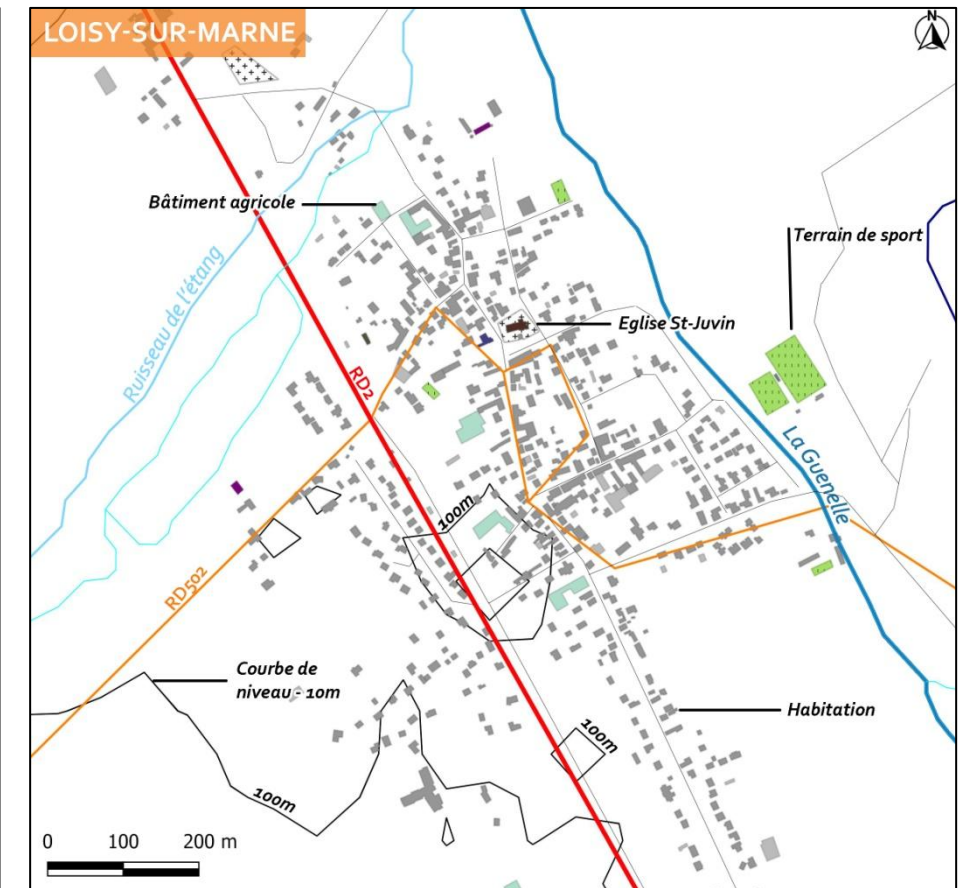 LOISY-SUR-MARNE
N
Bâtiment agricole
Terrain de sport
Ruisseau de l'étang
Eglise St-Juvin
RD2
La Guenelle
100m
RD502
Courbe de
niveau - 10m
Habitation
100m
100m
0 100 200 m